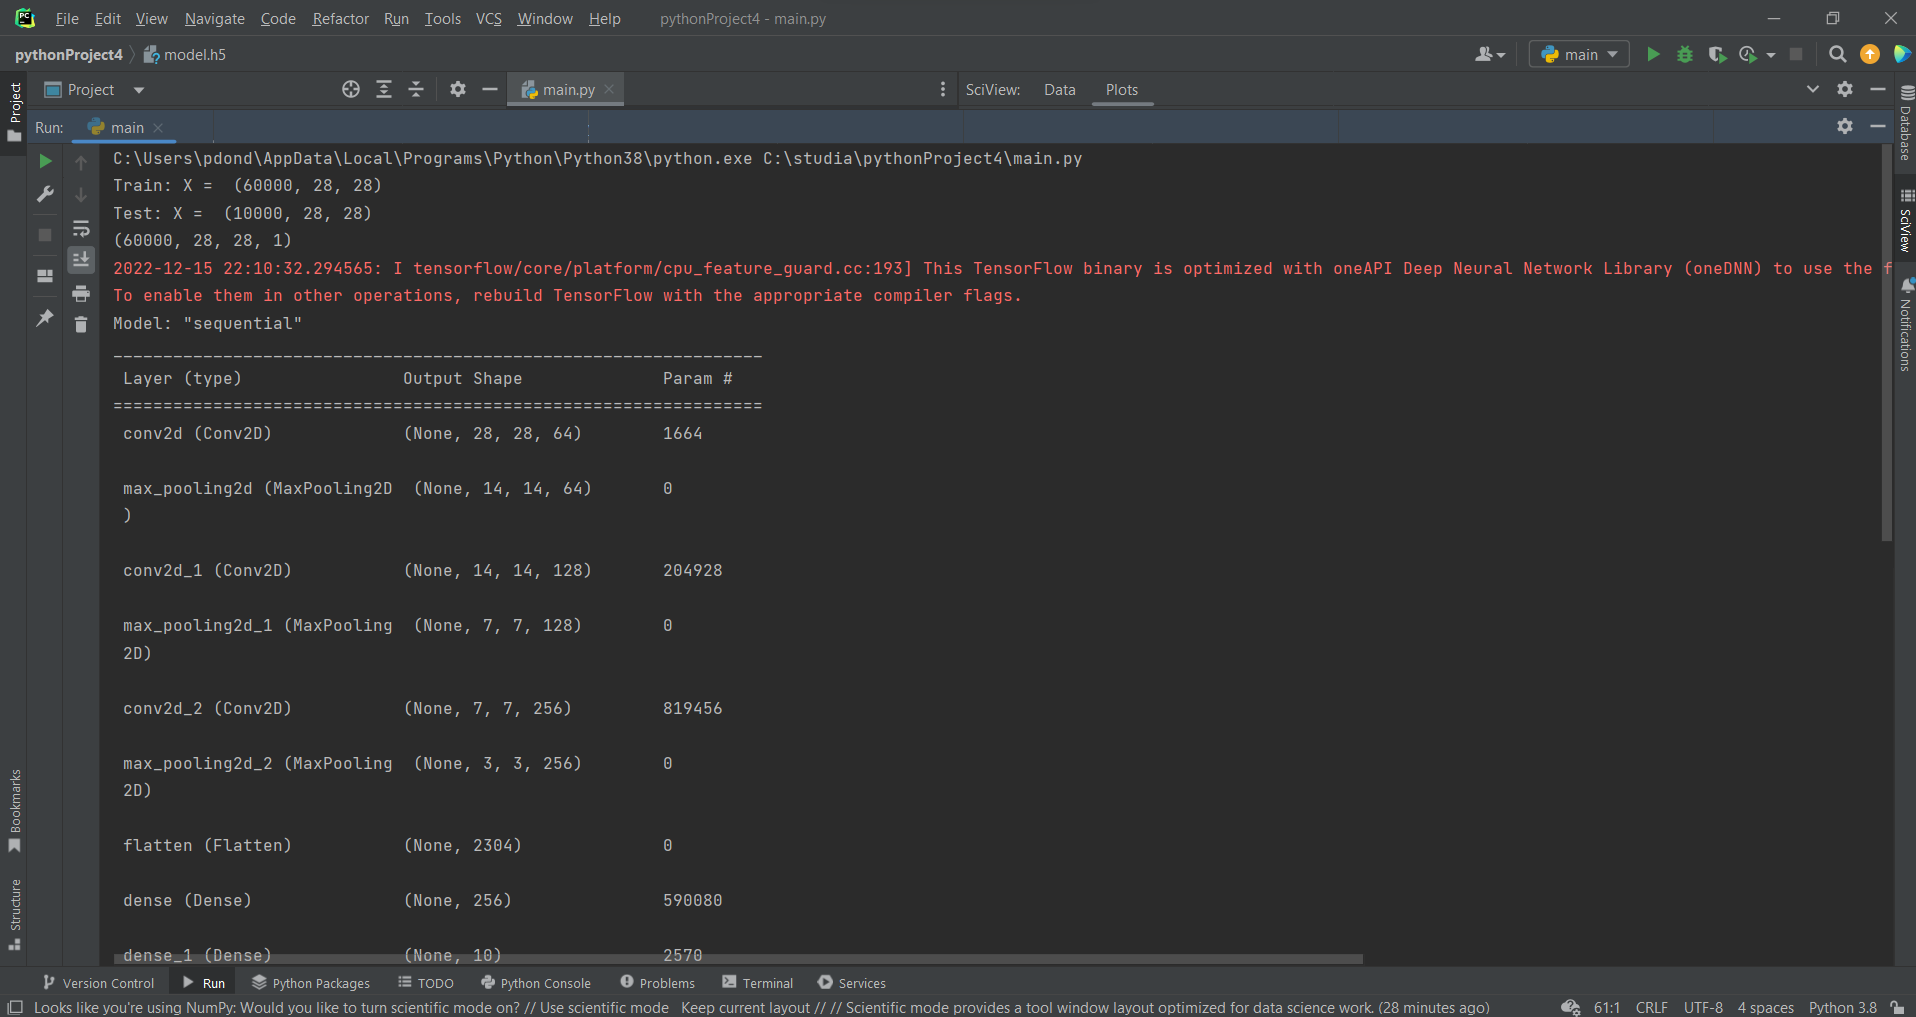 File Edit View Navigate Code Refactor Run Tools VCS Window Help pythonProject4 - main.py
pythonProject4 model.h5 main
Project main.py SciView: Data Plots
Run: main
Project
Database
SciView
Notifications
Bookmarks
Structure
C:\Users\pdond\AppData\Local\Programs\Python\Python38\python.exe C:\studia\pythonProject4\main.py
Train: X =  (60000, 28, 28)
Test: X =  (10000, 28, 28)
(60000, 28, 28, 1)
2022-12-15 22:10:32.294565: I tensorflow/core/platform/cpu_feature_guard.cc:193] This TensorFlow binary is optimized with oneAPI Deep Neural Network Library (oneDNN) to use the f
To enable them in other operations, rebuild TensorFlow with the appropriate compiler flags.
Model: "sequential"
_________________________________________________________________
Layer (type) Output Shape Param #
=================================================================
conv2d (Conv2D) (None, 28, 28, 64) 1664
max_pooling2d (MaxPooling2D (None, 14, 14, 64) 0
)
conv2d_1 (Conv2D) (None, 14, 14, 128) 204928
max_pooling2d_1 (MaxPooling (None, 7, 7, 128) 0
2D)
conv2d_2 (Conv2D) (None, 7, 7, 256) 819456
max_pooling2d_2 (MaxPooling (None, 3, 3, 256) 0
2D)
flatten (Flatten) (None, 2304) 0
dense (Dense) (None, 256) 590080
dense_1 (Dense) (None, 10) 2570
Version Control Run Python Packages TODO Python Console Problems Terminal Services
Looks like you're using NumPy: Would you like to turn scientific mode on? // Use scientific mode Keep current layout // // Scientific mode provides a tool window layout optimized for data science work. (28 minutes ago) 61:1 CRLF UTF-8 4 spaces Python 3.8